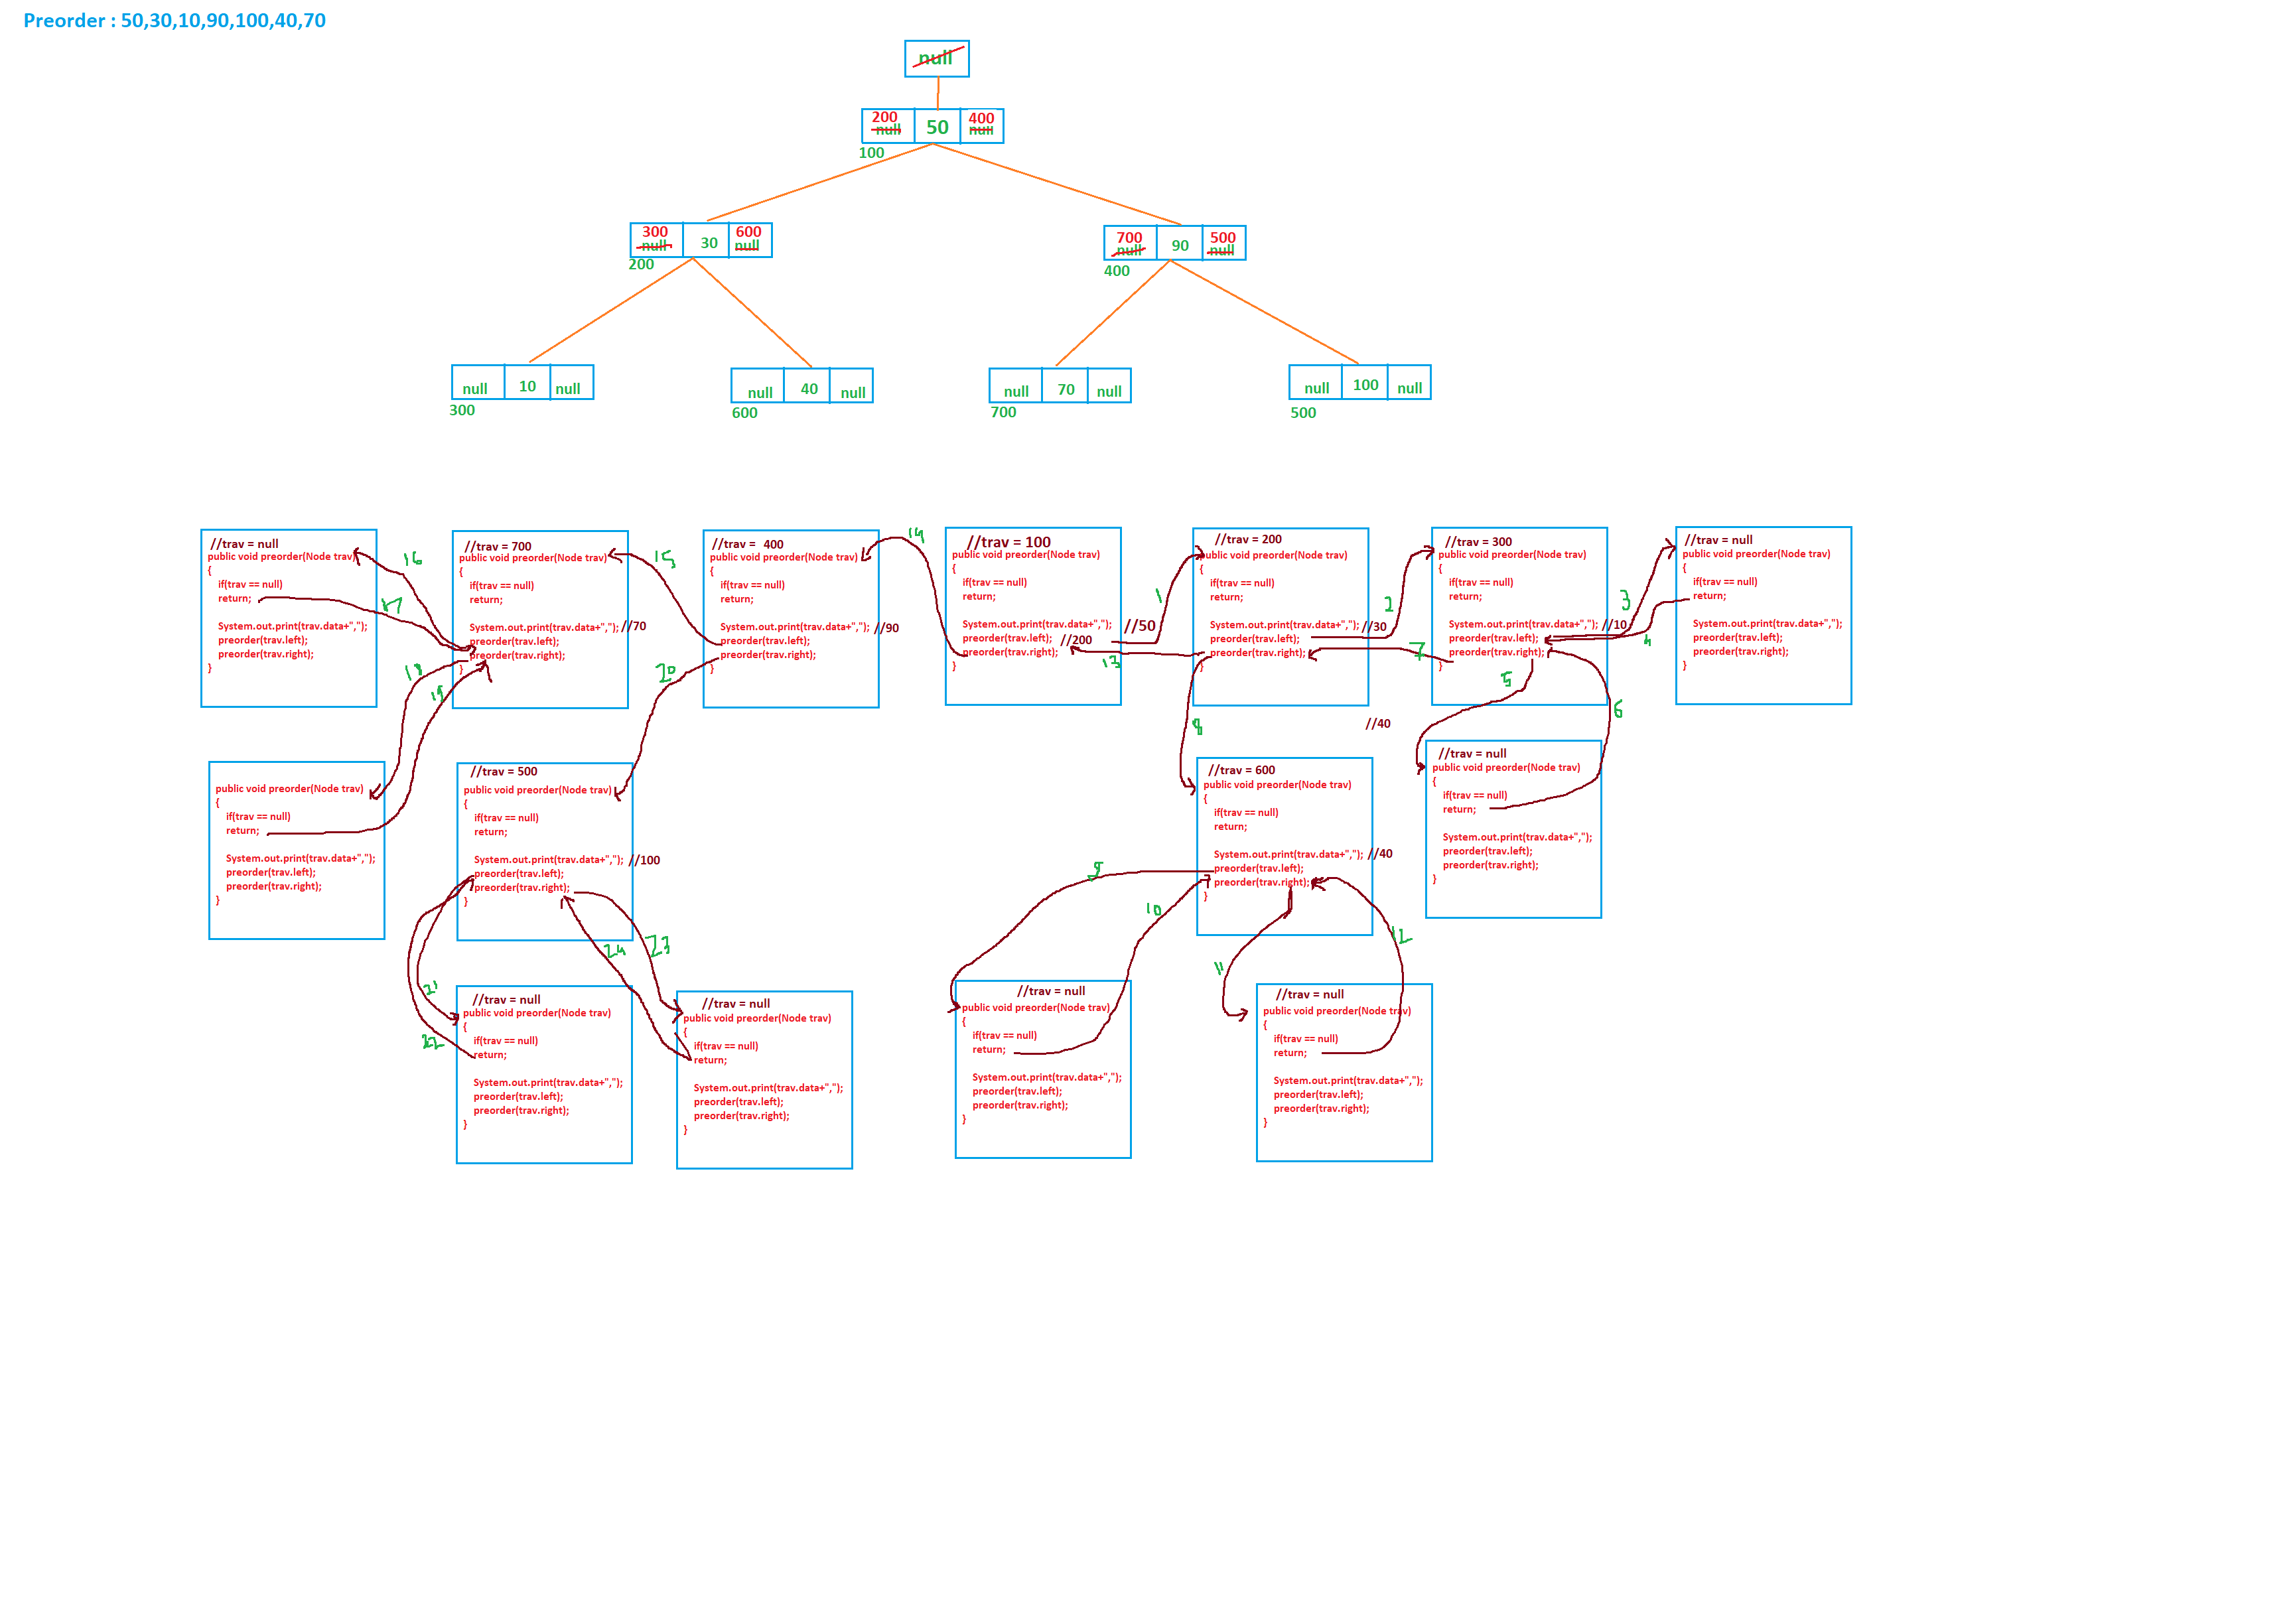 Preorder : 50,30,10,90,100,40,70
null
200 400
null 50 null
100
300 600
null 30 null
200
700 500
null 90 null
400
null 10 null
300
null 40 null
600
null 70 null
700
null 100 null
500
//trav = null
public void preorder(Node trav)
{
if(trav == null)
return;
System.out.print(trav.data+",");
preorder(trav.left);
preorder(trav.right);
}
16
17
//trav = 700
public void preorder(Node trav)
{
if(trav == null)
return;
System.out.print(trav.data+","); //70
preorder(trav.left);
preorder(trav.right);
}
18
19
15
//trav = 400
public void preorder(Node trav)
{
if(trav == null)
return;
System.out.print(trav.data+","); //90
preorder(trav.left);
preorder(trav.right);
}
20
14
//trav = 100
public void preorder(Node trav)
{
if(trav == null)
return;
System.out.print(trav.data+","); //50
preorder(trav.left); //200
preorder(trav.right);
}
1
13
//trav = 200
public void preorder(Node trav)
{
if(trav == null)
return;
System.out.print(trav.data+","); //30
preorder(trav.left);
preorder(trav.right);
}
2
7
8
//40
//trav = 300
public void preorder(Node trav)
{
if(trav == null)
return;
System.out.print(trav.data+","); //10
preorder(trav.left);
preorder(trav.right);
}
3
4
5
6
//trav = null
public void preorder(Node trav)
{
if(trav == null)
return;
System.out.print(trav.data+",");
preorder(trav.left);
preorder(trav.right);
}
public void preorder(Node trav)
{
if(trav == null)
return;
System.out.print(trav.data+",");
preorder(trav.left);
preorder(trav.right);
}
//trav = 500
public void preorder(Node trav)
{
if(trav == null)
return;
System.out.print(trav.data+","); //100
preorder(trav.left);
preorder(trav.right);
}
//trav = 600
public void preorder(Node trav)
{
if(trav == null)
return;
System.out.print(trav.data+","); //40
preorder(trav.left);
preorder(trav.right);
}
//trav = null
public void preorder(Node trav)
{
if(trav == null)
return;
System.out.print(trav.data+",");
preorder(trav.left);
preorder(trav.right);
}
24
23
21
22
9
10
11
12
//trav = null
public void preorder(Node trav)
{
if(trav == null)
return;
System.out.print(trav.data+",");
preorder(trav.left);
preorder(trav.right);
}
//trav = null
public void preorder(Node trav)
{
if(trav == null)
return;
System.out.print(trav.data+",");
preorder(trav.left);
preorder(trav.right);
}
//trav = null
public void preorder(Node trav)
{
if(trav == null)
return;
System.out.print(trav.data+",");
preorder(trav.left);
preorder(trav.right);
}
//trav = null
public void preorder(Node trav)
{
if(trav == null)
return;
System.out.print(trav.data+",");
preorder(trav.left);
preorder(trav.right);
}